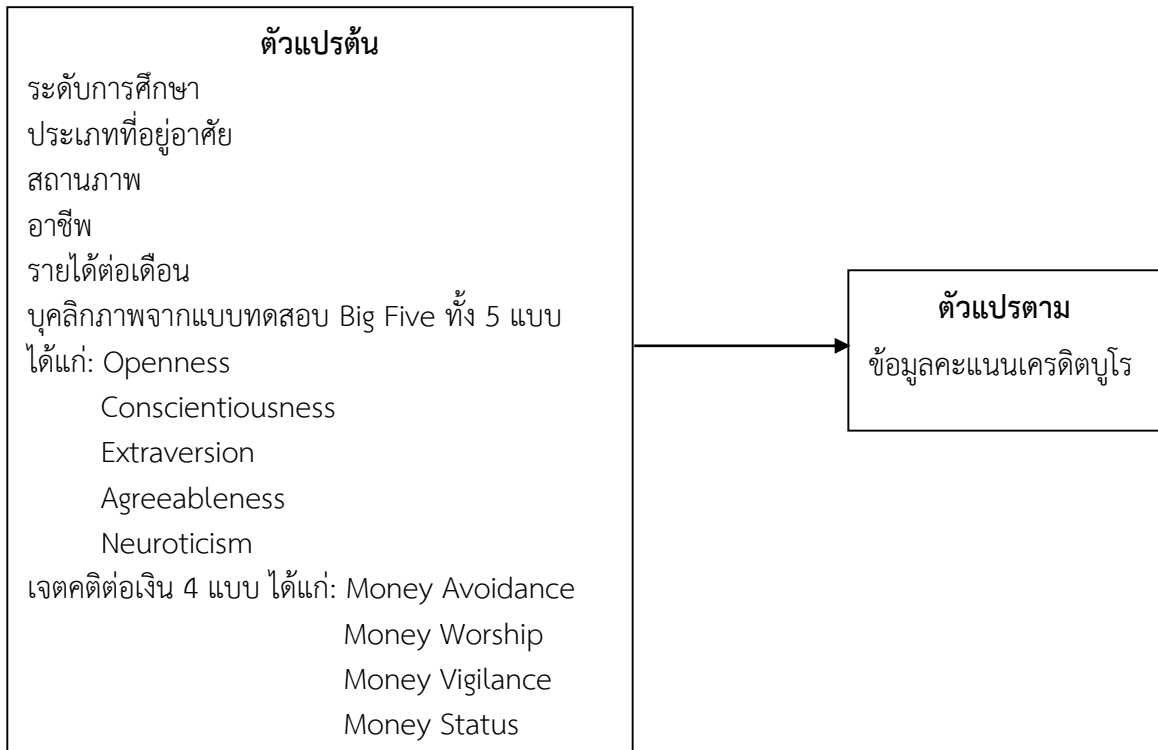 ตัวแปรต้น
ระดับการศึกษา
ประเภทที่อยู่อาศัย
สถานภาพ
อาชีพ
รายได้ต่อเดือน
บุคลิกภาพจากแบบทดสอบ Big Five ทั้ง 5 แบบ
ได้แก่: Openness
Conscientiousness
Extraversion
Agreeableness
Neuroticism
เจตคติต่อเงิน 4 แบบ ได้แก่: Money Avoidance
Money Worship
Money Vigilance
Money Status
ตัวแปรตาม
ข้อมูลคะแนนเครดิตบูโร